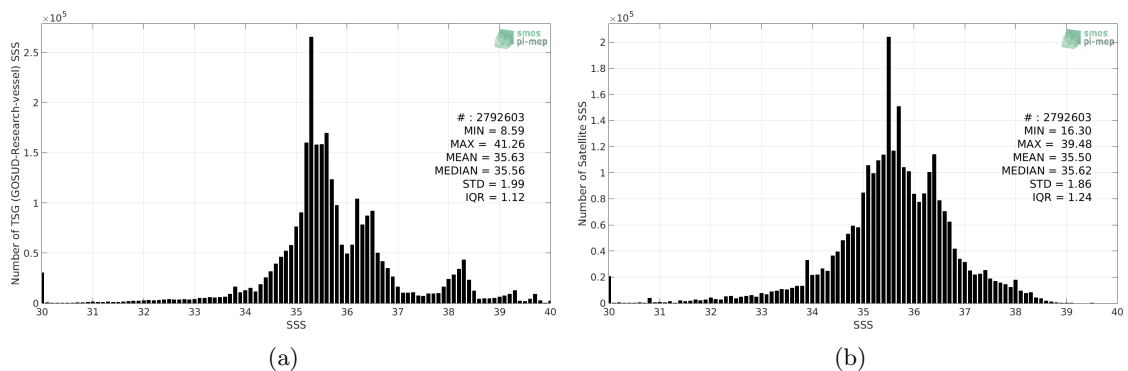 ×10^5
2.5
2
1.5
1
0.5
0
30 31 32 33 34 35 36 37 38 39 40
SSS
Number of TSG (GOSUD-Research-vessel) SSS
smos
pi-mep
# : 2792603
MIN = 8.59
MAX = 41.26
MEAN = 35.63
MEDIAN = 35.56
STD = 1.99
IQR = 1.12
(a)
×10^5
2
1.8
1.6
1.4
1.2
1
0.8
0.6
0.4
0.2
0
30 31 32 33 34 35 36 37 38 39 40
SSS
Number of Satellite SSS
smos
pi-mep
# : 2792603
MIN = 16.30
MAX = 39.48
MEAN = 35.50
MEDIAN = 35.62
STD = 1.86
IQR = 1.24
(b)